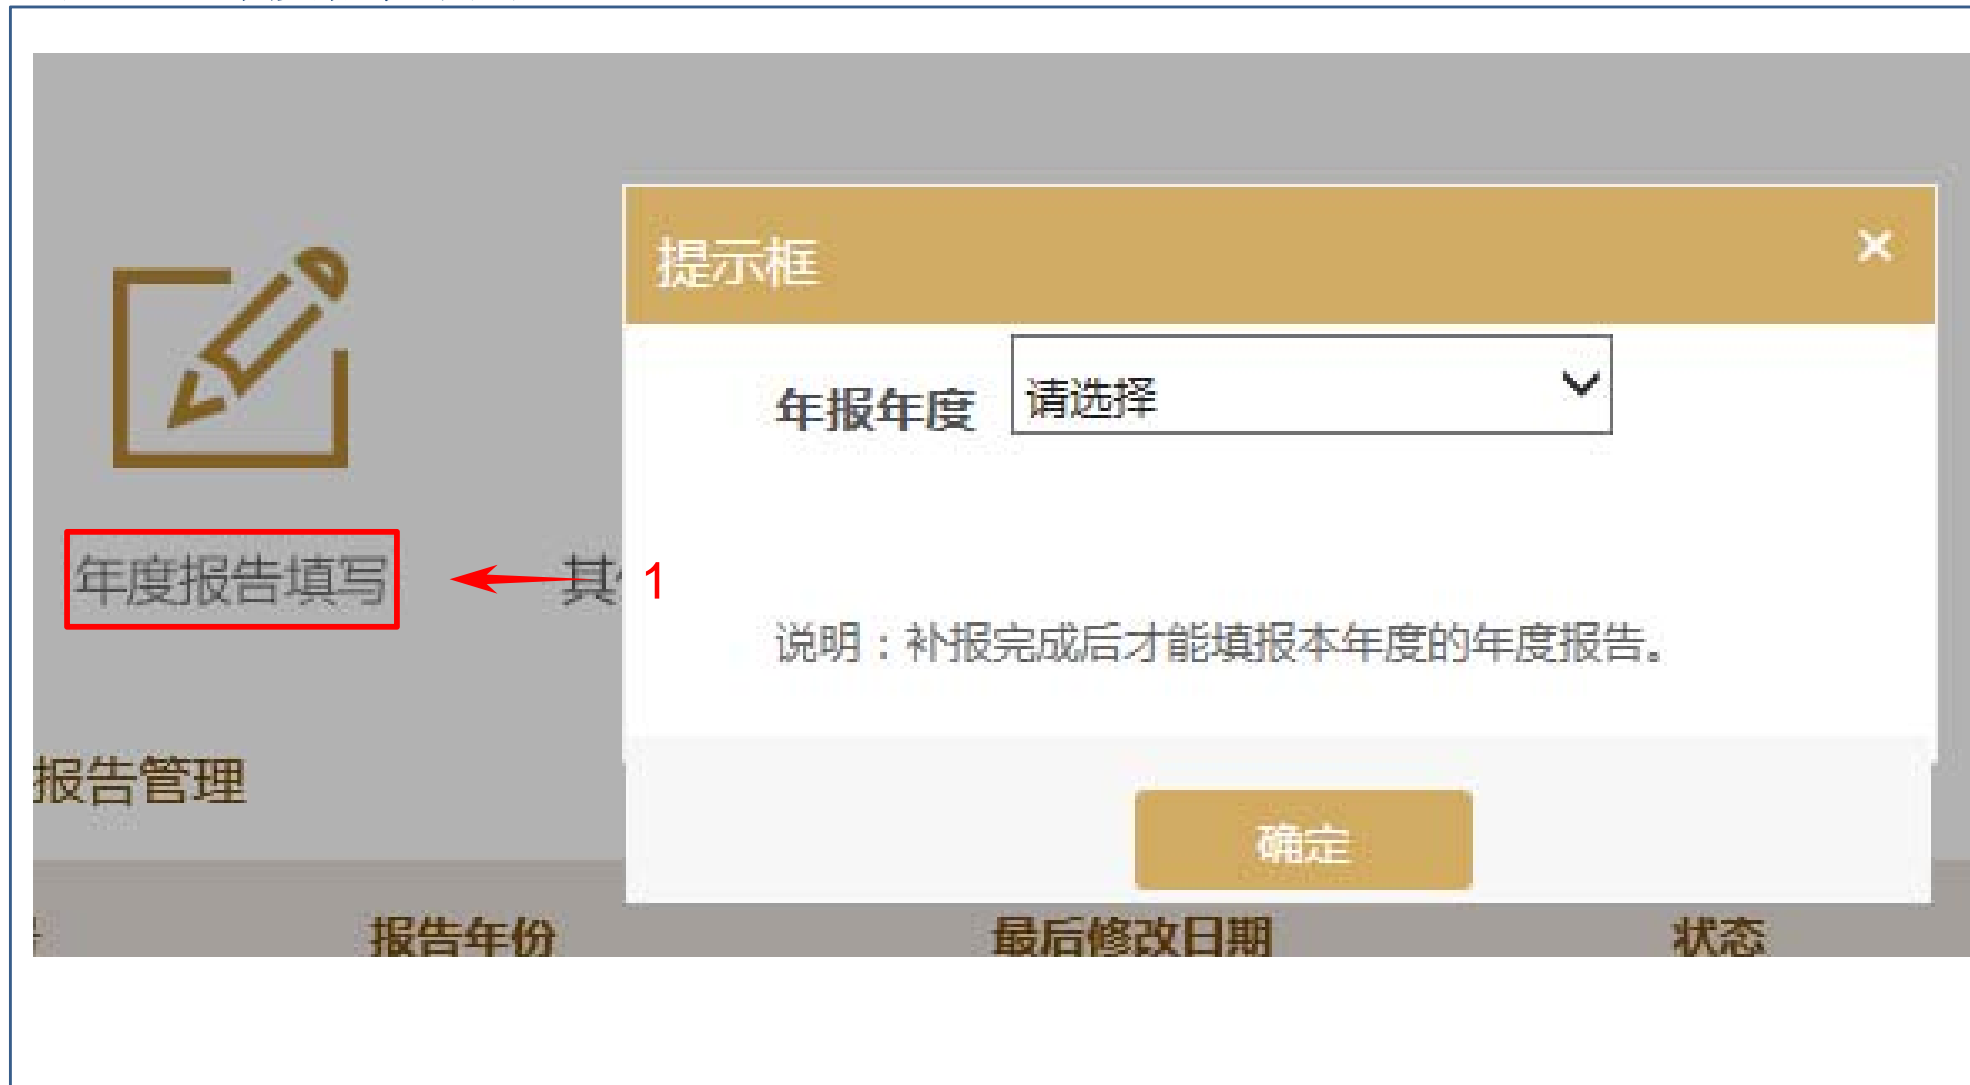 提示框
年报年度 请选择
年度报告填写 其 1
说明：补报完成后才能填报本年度的年度报告。
报告管理
确定
报告年份 最后修改日期 状态